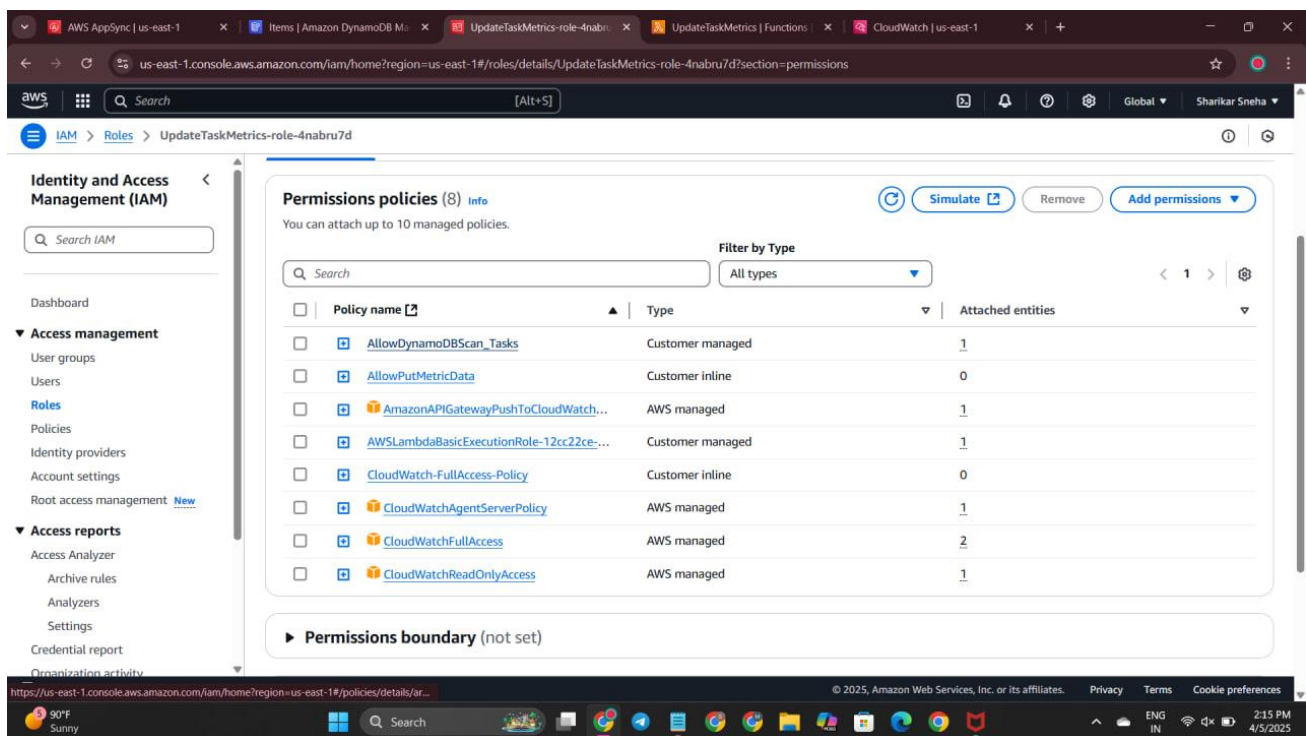 AWS AppSync | us-east-1
Items | Amazon DynamoDB Ma
UpdateTaskMetrics-role-4nabru
UpdateTaskMetrics | Functions
CloudWatch | us-east-1
us-east-1.console.aws.amazon.com/iam/home?region=us-east-1#/roles/details/UpdateTaskMetrics-role-4nabru7d?section=permissions
aws
Search
[Alt+S]
Global
Sharikar Sneha
IAM > Roles > UpdateTaskMetrics-role-4nabru7d
Identity and Access
Management (IAM)
Search IAM
Dashboard
Access management
User groups
Users
Roles
Policies
Identity providers
Account settings
Root access management New
Access reports
Access Analyzer
Archive rules
Analyzers
Settings
Credential report
Organization activity
Permissions policies (8) Info
Simulate
Remove
Add permissions
You can attach up to 10 managed policies.
Filter by Type
Search
All types
1
Policy name Type Attached entities
AllowDynamoDBScan_Tasks Customer managed 1
AllowPutMetricData Customer inline 0
AmazonAPIGatewayPushToCloudWatch... AWS managed 1
AWSLambdaBasicExecutionRole-12cc22ce-... Customer managed 1
CloudWatch-FullAccess-Policy Customer inline 0
CloudWatchAgentServerPolicy AWS managed 1
CloudWatchFullAccess AWS managed 2
CloudWatchReadOnlyAccess AWS managed 1
Permissions boundary (not set)
https://us-east-1.console.aws.amazon.com/iam/home?region=us-east-1#/policies/details/ar...
© 2025, Amazon Web Services, Inc. or its affiliates. Privacy Terms Cookie preferences
5
90°F
Sunny
Search
ENG
IN
2:15 PM
4/5/2025